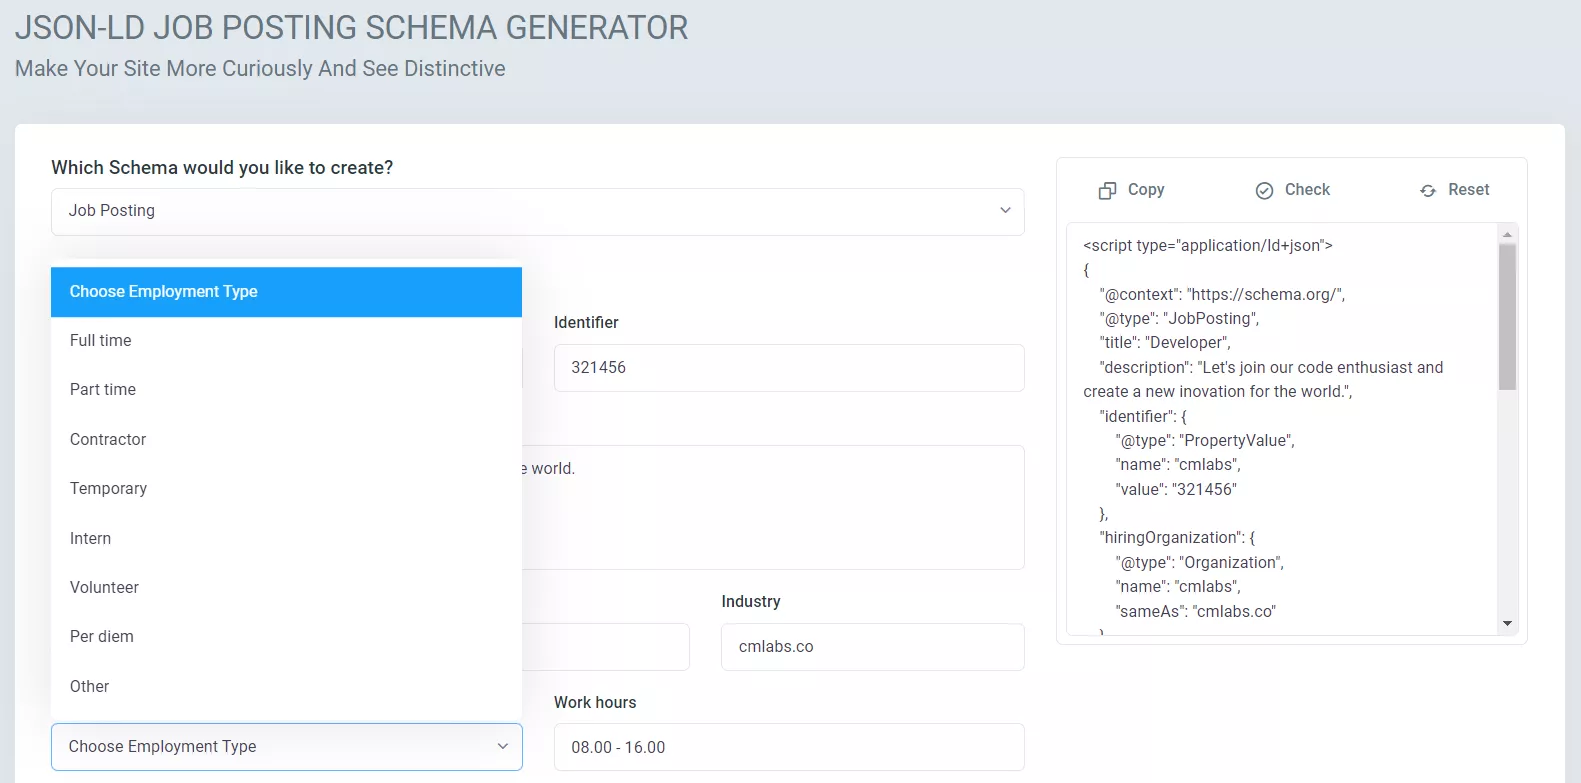 JSON-LD JOB POSTING SCHEMA GENERATOR
Make Your Site More Curiously And See Distinctive
Which Schema would you like to create?
Job Posting
Choose Employment Type
Full time
Part time
Contractor
Temporary
Intern
Volunteer
Per diem
Other
Choose Employment Type
Identifier
321456
e world.
Industry
cmlabs.co
Work hours
08.00 - 16.00
Copy Check Reset
<script type="application/ld+json">
{
"@context": "https://schema.org/",
"@type": "JobPosting",
"title": "Developer",
"description": "Let's join our code enthusiast and
create a new inovation for the world.",
"identifier": {
"@type": "PropertyValue",
"name": "cmlabs",
"value": "321456"
},
"hiringOrganization": {
"@type": "Organization",
"name": "cmlabs",
"sameAs": "cmlabs.co"